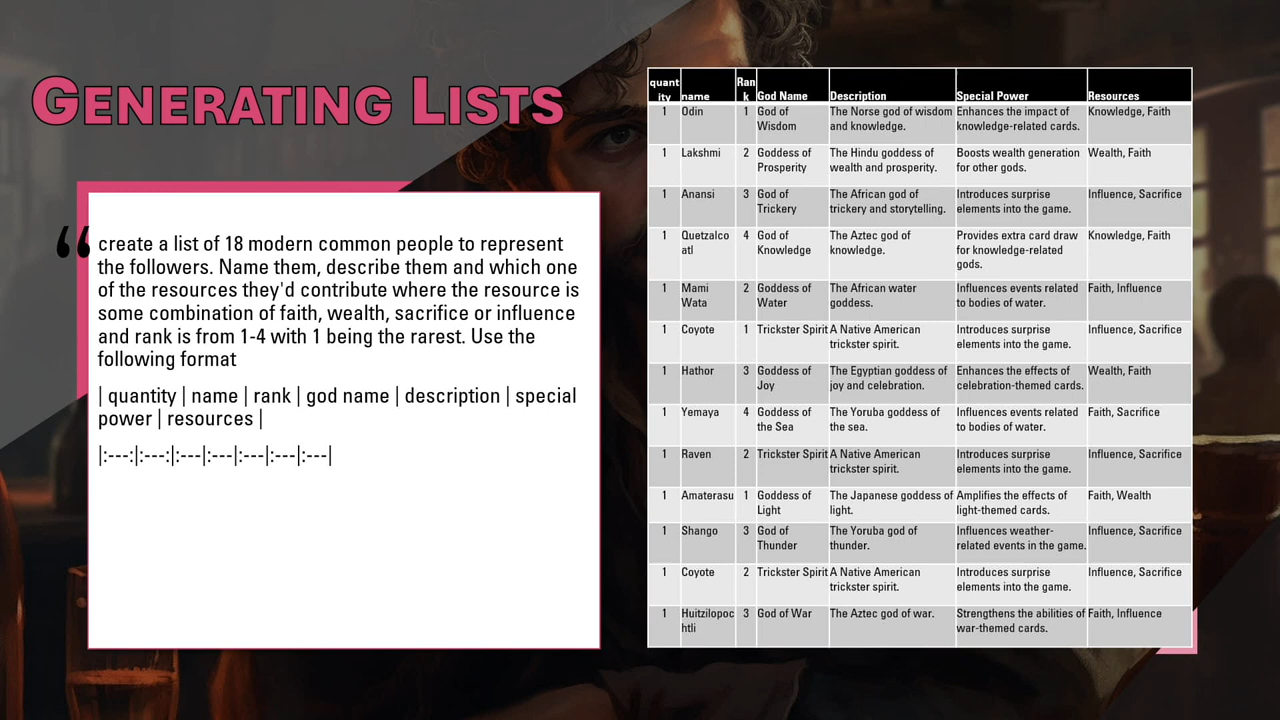 GENERATING LISTS
“
create a list of 18 modern common people to represent
the followers. Name them, describe them and which one
of the resources they'd contribute where the resource is
some combination of faith, wealth, sacrifice or influence
and rank is from 1-4 with 1 being the rarest. Use the
following format
| quantity | name | rank | god name | description | special
power | resources |
|:---:|:---:|:---|:---|:---|:---|:---|
quant
ity name Ran
k God Name Description Special Power Resources
1 Odin 1 God of
Wisdom The Norse god of wisdom
and knowledge. Enhances the impact of
knowledge-related cards. Knowledge, Faith
1 Lakshmi 2 Goddess of
Prosperity The Hindu goddess of
wealth and prosperity. Boosts wealth generation
for other gods. Wealth, Faith
1 Anansi 3 God of
Trickery The African god of
trickery and storytelling. Introduces surprise
elements into the game. Influence, Sacrifice
1 Quetzalco
atl 4 God of
Knowledge The Aztec god of
knowledge. Provides extra card draw
for knowledge-related
gods. Knowledge, Faith
1 Mami
Wata 2 Goddess of
Water The African water
goddess. Influences events related
to bodies of water. Faith, Influence
1 Coyote 1 Trickster Spirit A Native American
trickster spirit. Introduces surprise
elements into the game. Influence, Sacrifice
1 Hathor 3 Goddess of
Joy The Egyptian goddess of
joy and celebration. Enhances the effects of
celebration-themed cards. Wealth, Faith
1 Yemaya 4 Goddess of
the Sea The Yoruba goddess of
the sea. Influences events related
to bodies of water. Faith, Sacrifice
1 Raven 2 Trickster Spirit A Native American
trickster spirit. Introduces surprise
elements into the game. Influence, Sacrifice
1 Amaterasu 1 Goddess of
Light The Japanese goddess of
light. Amplifies the effects of
light-themed cards. Faith, Wealth
1 Shango 3 God of
Thunder The Yoruba god of
thunder. Influences weather-
related events in the game. Influence, Sacrifice
1 Coyote 2 Trickster Spirit A Native American
trickster spirit. Introduces surprise
elements into the game. Influence, Sacrifice
1 Huitzilopoc
htli 3 God of War The Aztec god of war. Strengthens the abilities of
war-themed cards. Faith, Influence